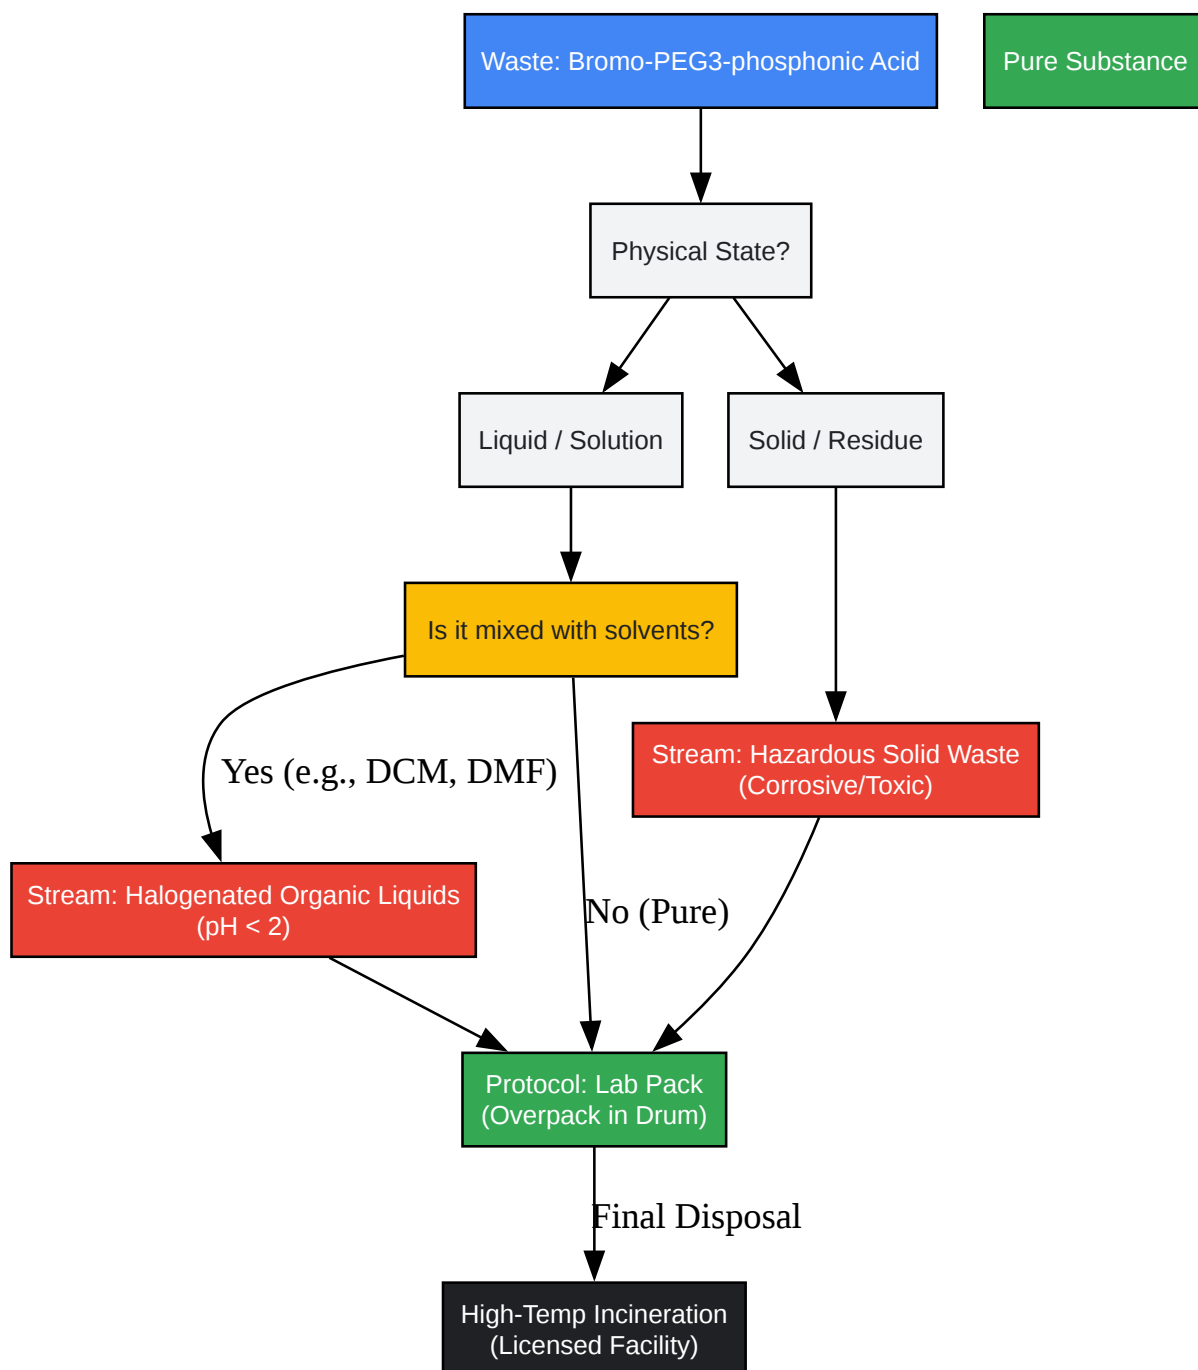 Waste: Bromo-PEG3-phosphonic Acid
Pure Substance
Physical State?
Liquid / Solution
Solid / Residue
Is it mixed with solvents?
Stream: Hazardous Solid Waste
(Corrosive/Toxic)
Yes (e.g., DCM, DMF)
Stream: Halogenated Organic Liquids
(pH < 2)
No (Pure)
Protocol: Lab Pack
(Overpack in Drum)
Final Disposal
High-Temp Incineration
(Licensed Facility)